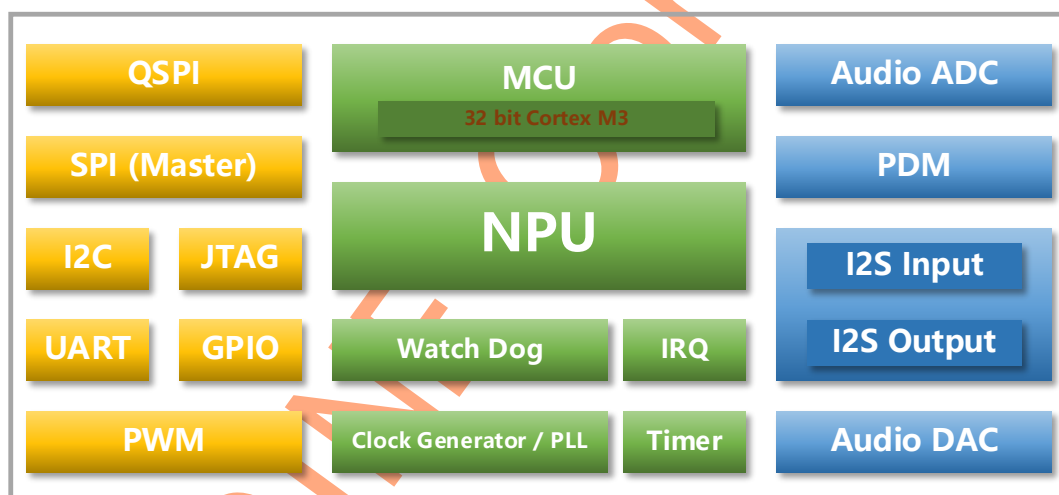 QSPI
MCU
32 bit Cortex M3
Audio ADC
SPI (Master)
PDM
NPU
I2C
JTAG
I2S Input
UART
GPIO
Watch Dog
IRQ
I2S Output
PWM
Clock Generator / PLL
Timer
Audio DAC